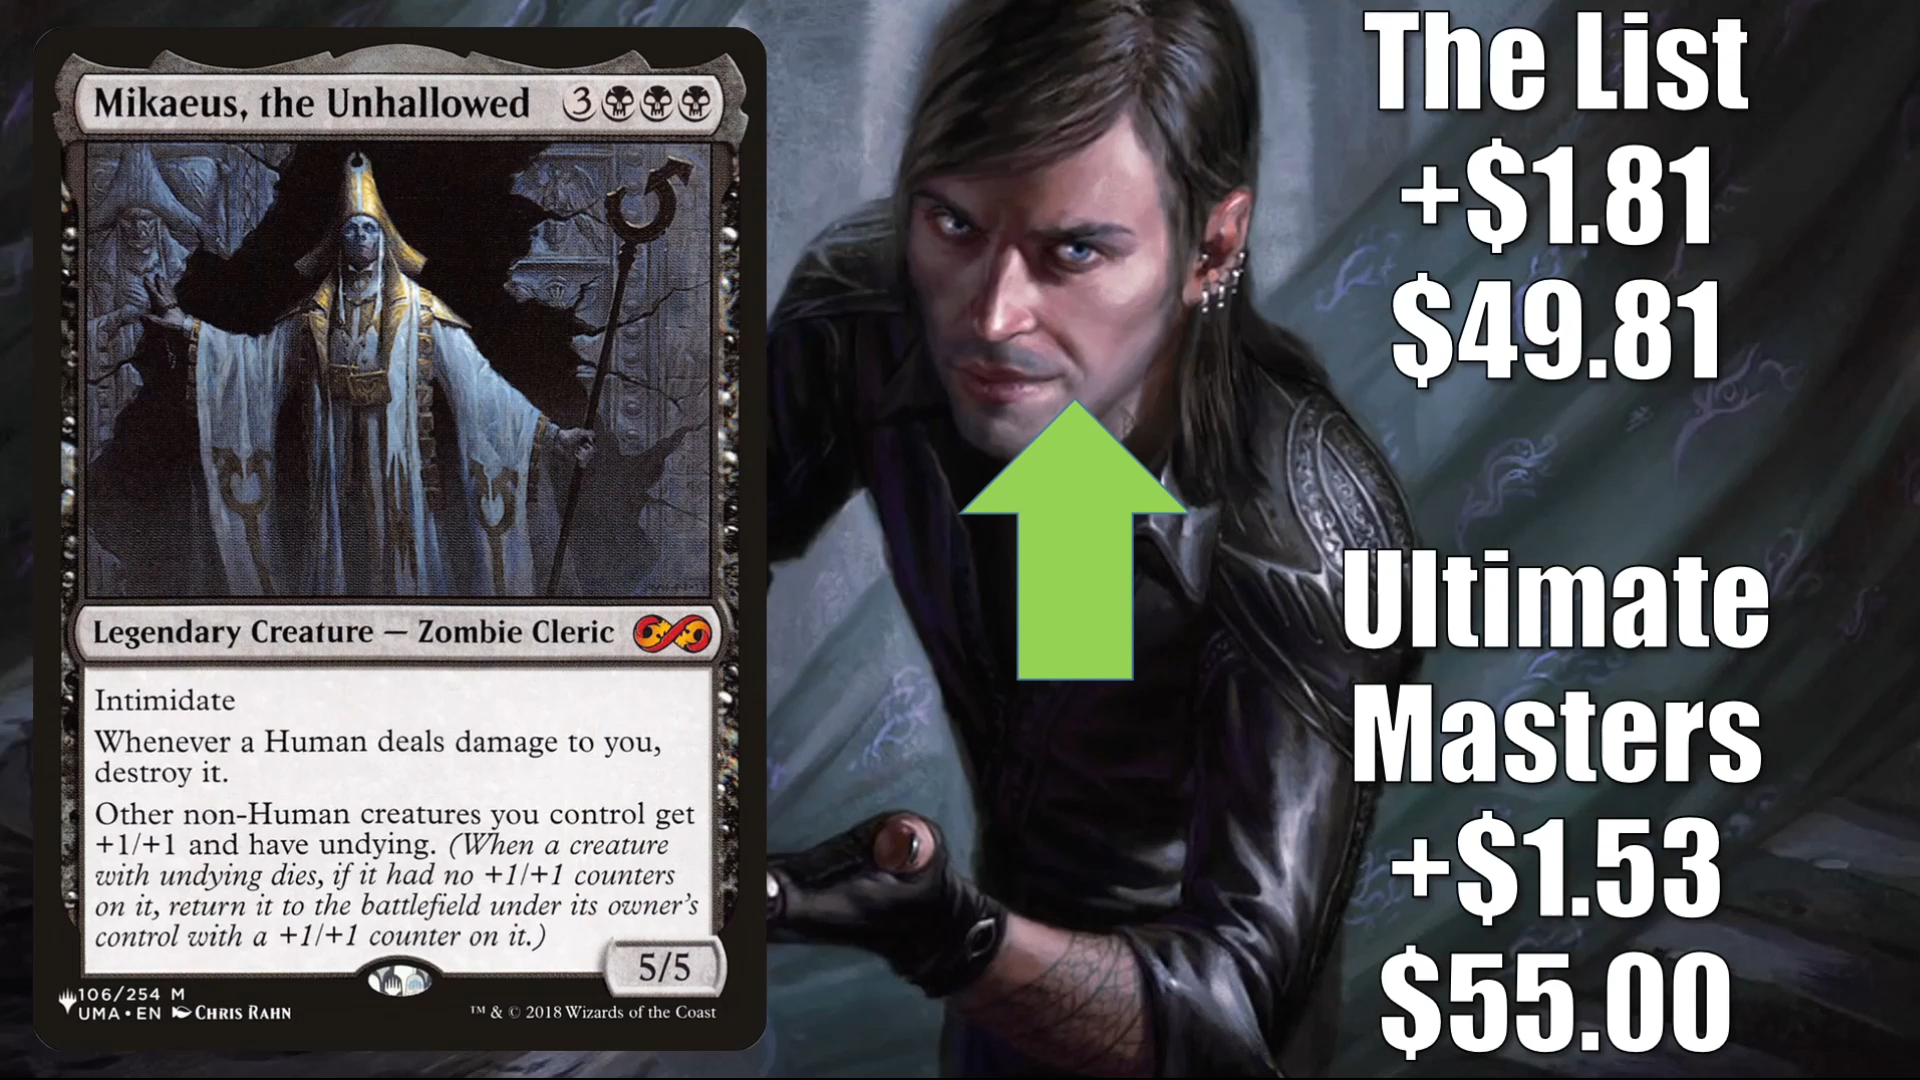 Mikaeus, the Unhallowed 3
Legendary Creature — Zombie Cleric
Intimidate
Whenever a Human deals damage to you,
destroy it.
Other non-Human creatures you control get
+1/+1 and have undying. (When a creature
with undying dies, if it had no +1/+1 counters
on it, return it to the battlefield under its owner's
control with a +1/+1 counter on it.)
5/5
106/254 M
UMA • EN Chris Rahn
™ & © 2018 Wizards of the Coast
The List
+$1.81
$49.81
Ultimate
Masters
+$1.53
$55.00